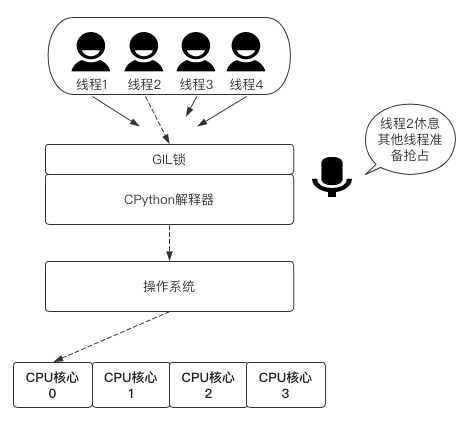 线程1 线程2 线程3 线程4
线程2休息
其他线程准
备抢占
GIL锁
CPython解释器
操作系统
CPU核心
0
CPU核心
1
CPU核心
2
CPU核心
3